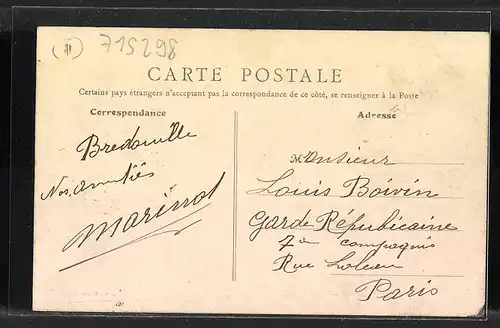 715298
CARTE POSTALE
Certains pays étrangers n'acceptant pas la correspondance de ce côté, se renseigner à la Poste
Correspondance
Bredouille
Nos amitiés
Marinot
Adresse
Monsieur
Louis Boivin
Garde Républicaine
7e compagnie
Rue
Paris